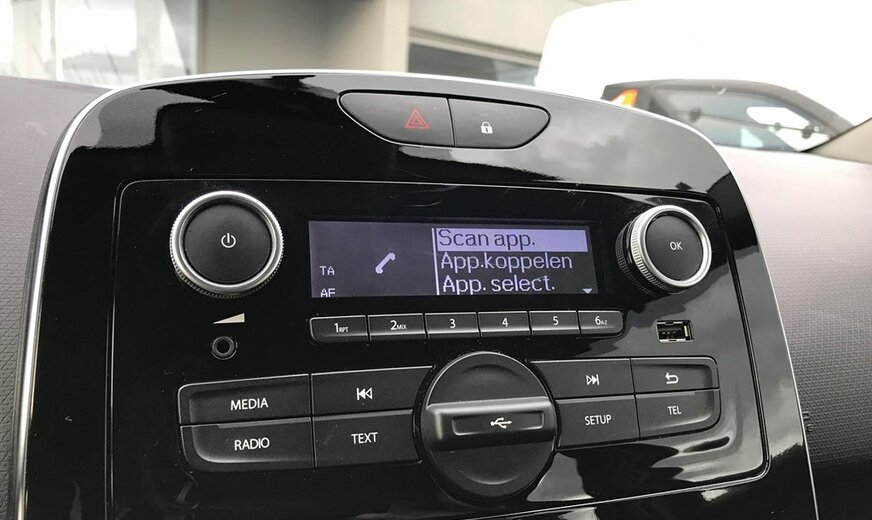 Scan app.
TA
App.koppelen
AF
App. select.
OK
1RPT 2MIX 3 4 5 6A-Z
MEDIA
RADIO
TEXT
SETUP
TEL